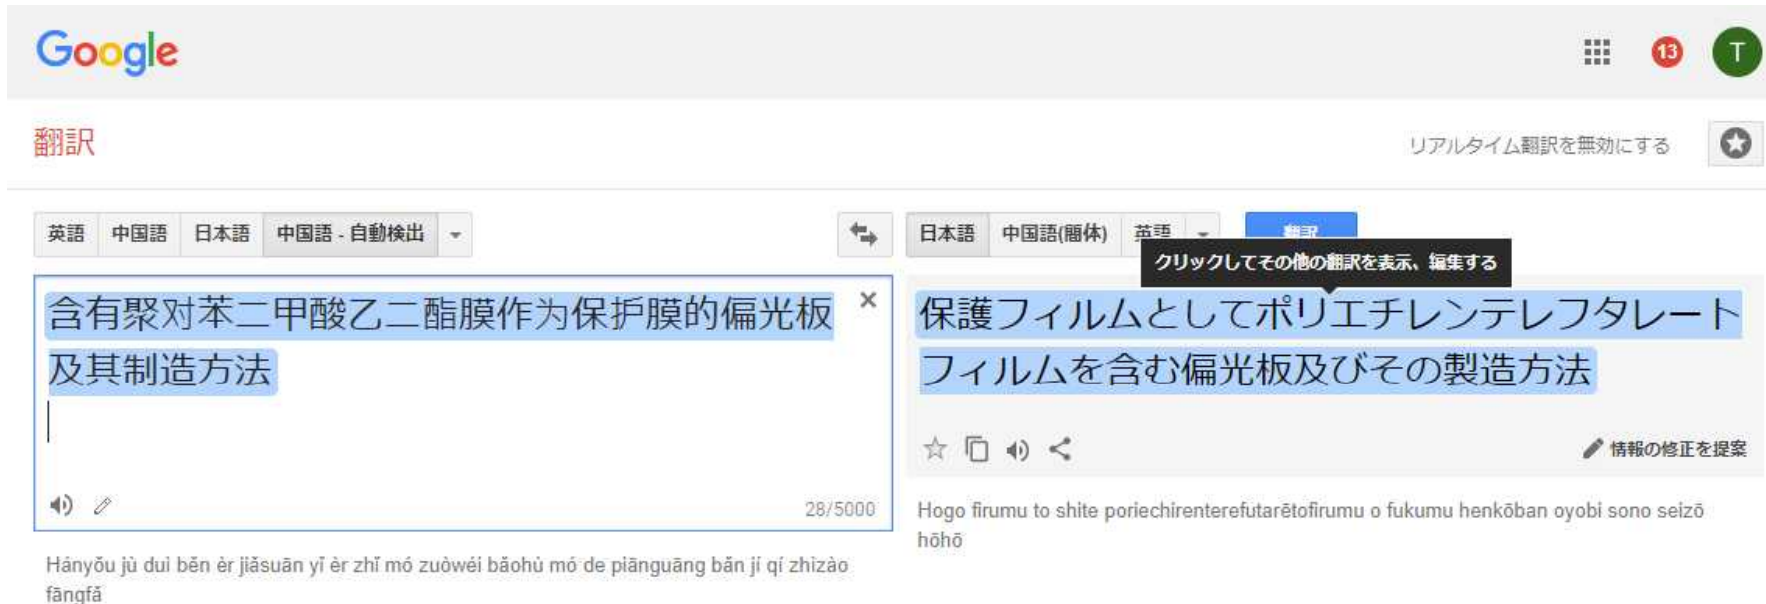 Google
13
T
翻訳
リアルタイム翻訳を無効にする
英語 中国語 日本語 中国語 - 自動検出
日本語 中国語(簡体) 英語 翻訳
クリックしてその他の翻訳を表示、編集する
含有聚对苯二甲酸乙二酯膜作为保护膜的偏光板
及其制造方法
28/5000
Hányǒu jù duì běn èr jiǎsuān yǐ èr zhǐ mó zuòwéi bǎohù mó de piānguāng bǎn jí qí zhìzào
fāngfǎ
保護フィルムとしてポリエチレンテレフタレート
フィルムを含む偏光板及びその製造方法
情報の修正を提案
Hogo firumu to shite poriechirenterefutarētofirumu o fukumu henkōban oyobi sono seizō
hōhō